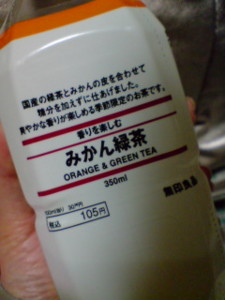 国産の緑茶とみかんの皮を合わせて
糖分を加えずに仕あげました。
爽やかな香りが楽しめる季節限定のお茶です。
香りを楽しむ
みかん緑茶
ORANGE & GREEN TEA
350ml
無印良品
税込 105円